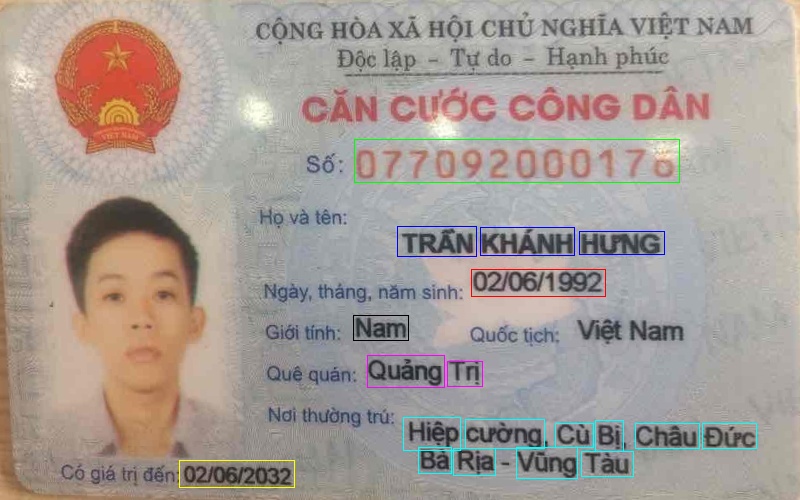 CỘNG HÒA XÃ HỘI CHỦ NGHĨA VIỆT NAM
Độc lập - Tự do - Hạnh phúc
CĂN CƯỚC CÔNG DÂN
Số: 077092000176
Họ và tên:
TRẦN KHÁNH HƯNG
Ngày, tháng, năm sinh: 02/06/1992
Giới tính: Nam Quốc tịch: Việt Nam
Quê quán: Quảng Trị
Nơi thường trú: Hiệp cường, Cù Bị, Châu Đức
Bà Rịa - Vũng Tàu
Có giá trị đến: 02/06/2032
VIỆT NAM